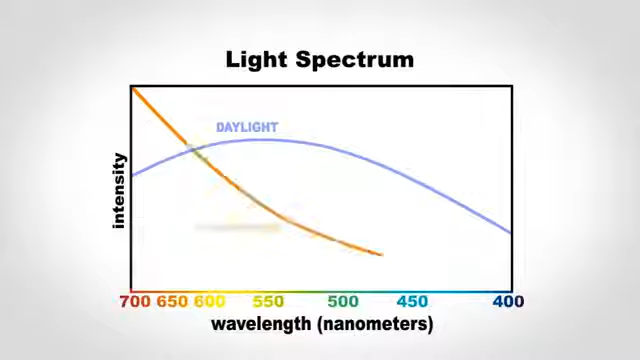 Light Spectrum
DAYLIGHT
intensity
700 650 600 550 500 450 400
wavelength (nanometers)